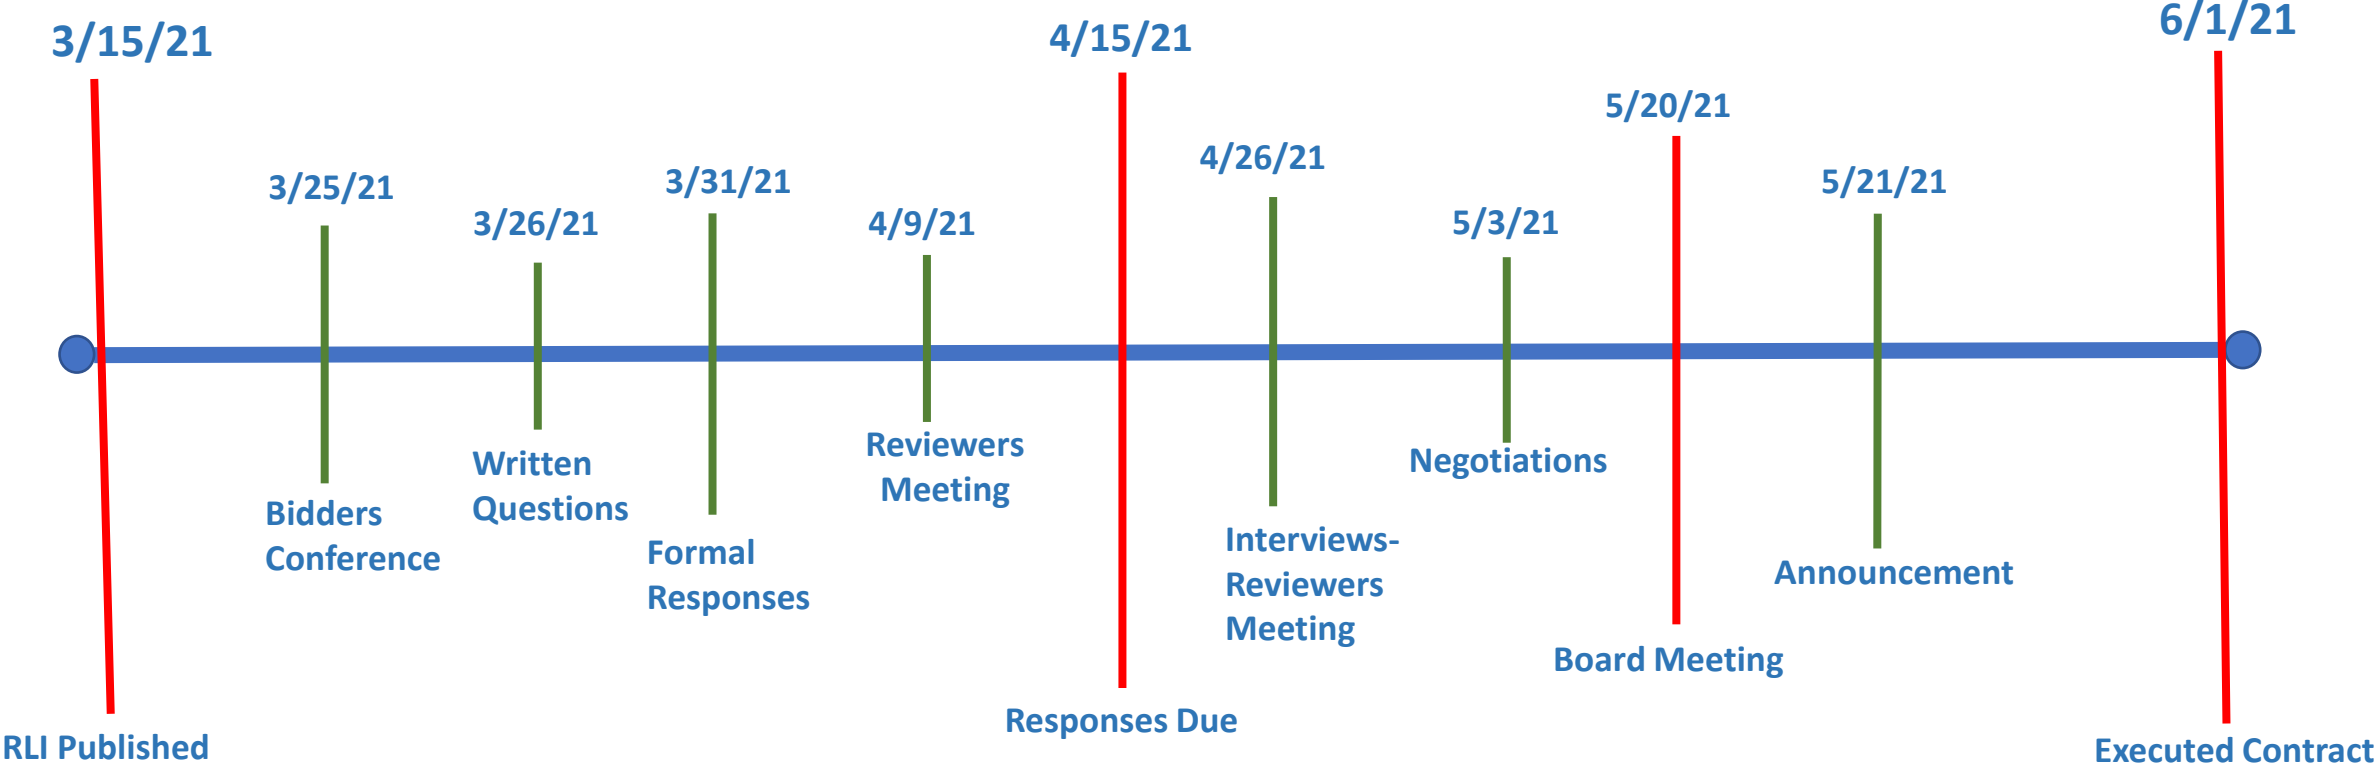 3/15/21
4/15/21
6/1/21
5/20/21
4/26/21
3/25/21
3/31/21
5/21/21
3/26/21
4/9/21
5/3/21
Reviewers
Meeting
Written
Questions
Negotiations
Bidders
Conference
Formal
Responses
Interviews-
Reviewers
Meeting
Announcement
Board Meeting
Responses Due
RLI Published
Executed Contract